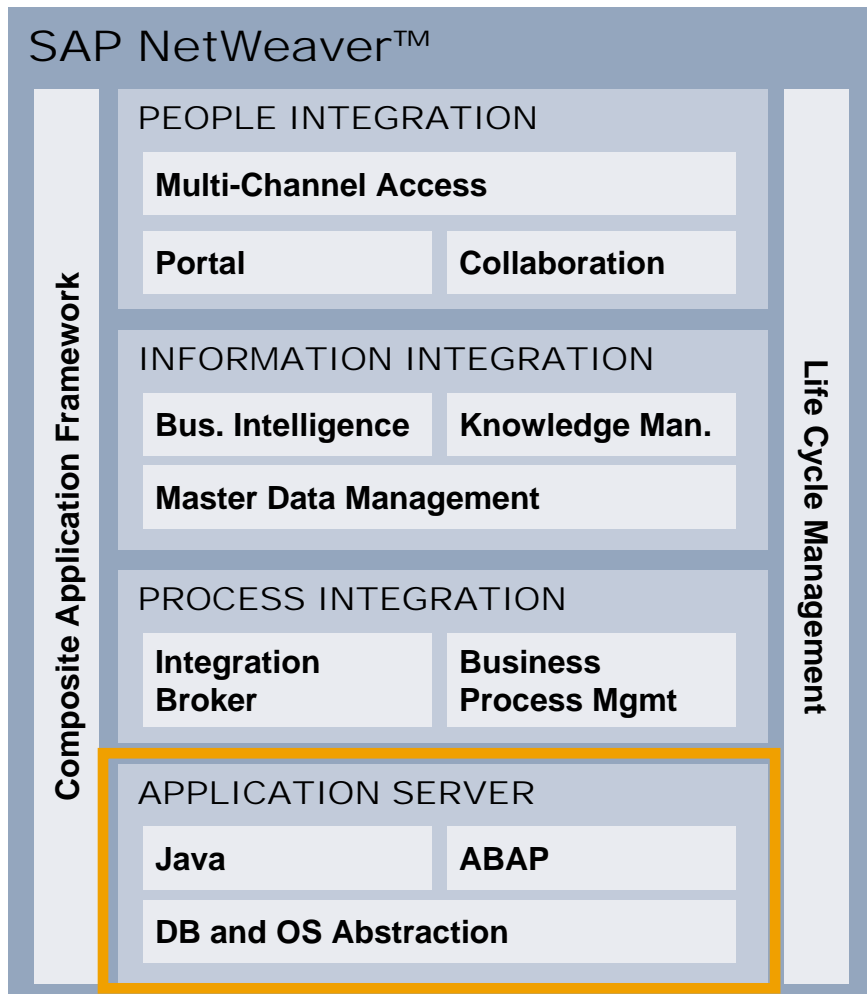 SAP NetWeaver™
PEOPLE INTEGRATION
Multi-Channel Access
Portal
Collaboration
INFORMATION INTEGRATION
Bus. Intelligence
Knowledge Man.
Master Data Management
PROCESS INTEGRATION
Integration
Broker
Business
Process Mgmt
APPLICATION SERVER
Java
ABAP
DB and OS Abstraction
Composite Application Framework
Life Cycle Management